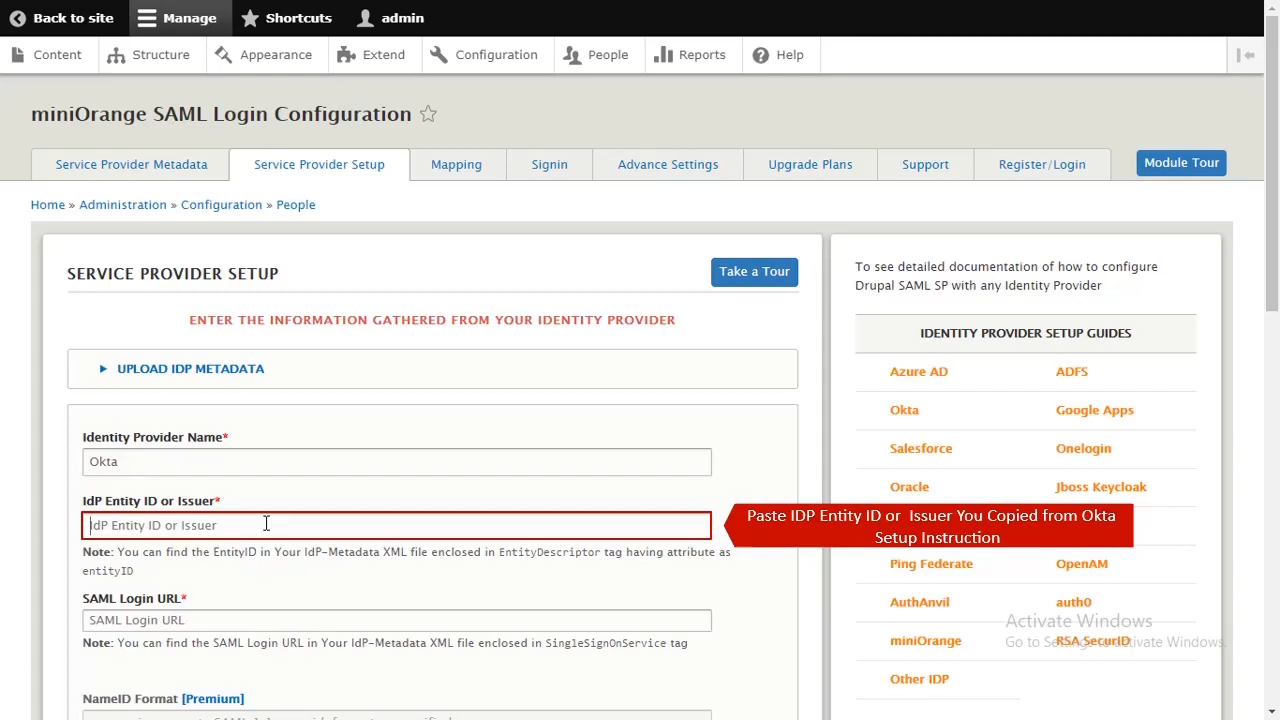 Back to site Manage Shortcuts admin
Content Structure Appearance Extend Configuration People Reports Help
miniOrange SAML Login Configuration
Service Provider Metadata Service Provider Setup Mapping Signin Advance Settings Upgrade Plans Support Register/Login Module Tour
Home » Administration » Configuration » People
SERVICE PROVIDER SETUP
Take a Tour
ENTER THE INFORMATION GATHERED FROM YOUR IDENTITY PROVIDER
UPLOAD IDP METADATA
Identity Provider Name*
Okta
IdP Entity ID or Issuer*
IdP Entity ID or Issuer
Note: You can find the EntityID in Your IdP-Metadata XML file enclosed in EntityDescriptor tag having attribute as
entityID
SAML Login URL*
SAML Login URL
Note: You can find the SAML Login URL in Your IdP-Metadata XML file enclosed in SingleSignOnService tag
NameID Format [Premium]
Paste IDP Entity ID or Issuer You Copied from Okta
Setup Instruction
To see detailed documentation of how to configure
Drupal SAML SP with any Identity Provider
IDENTITY PROVIDER SETUP GUIDES
Azure AD ADFS
Okta Google Apps
Salesforce Onelogin
Oracle Jboss Keycloak
Ping Federate OpenAM
AuthAnvil auth0
miniOrange RSA SecurID
Other IDP
Activate Windows
Go to Settings to activate Windows.